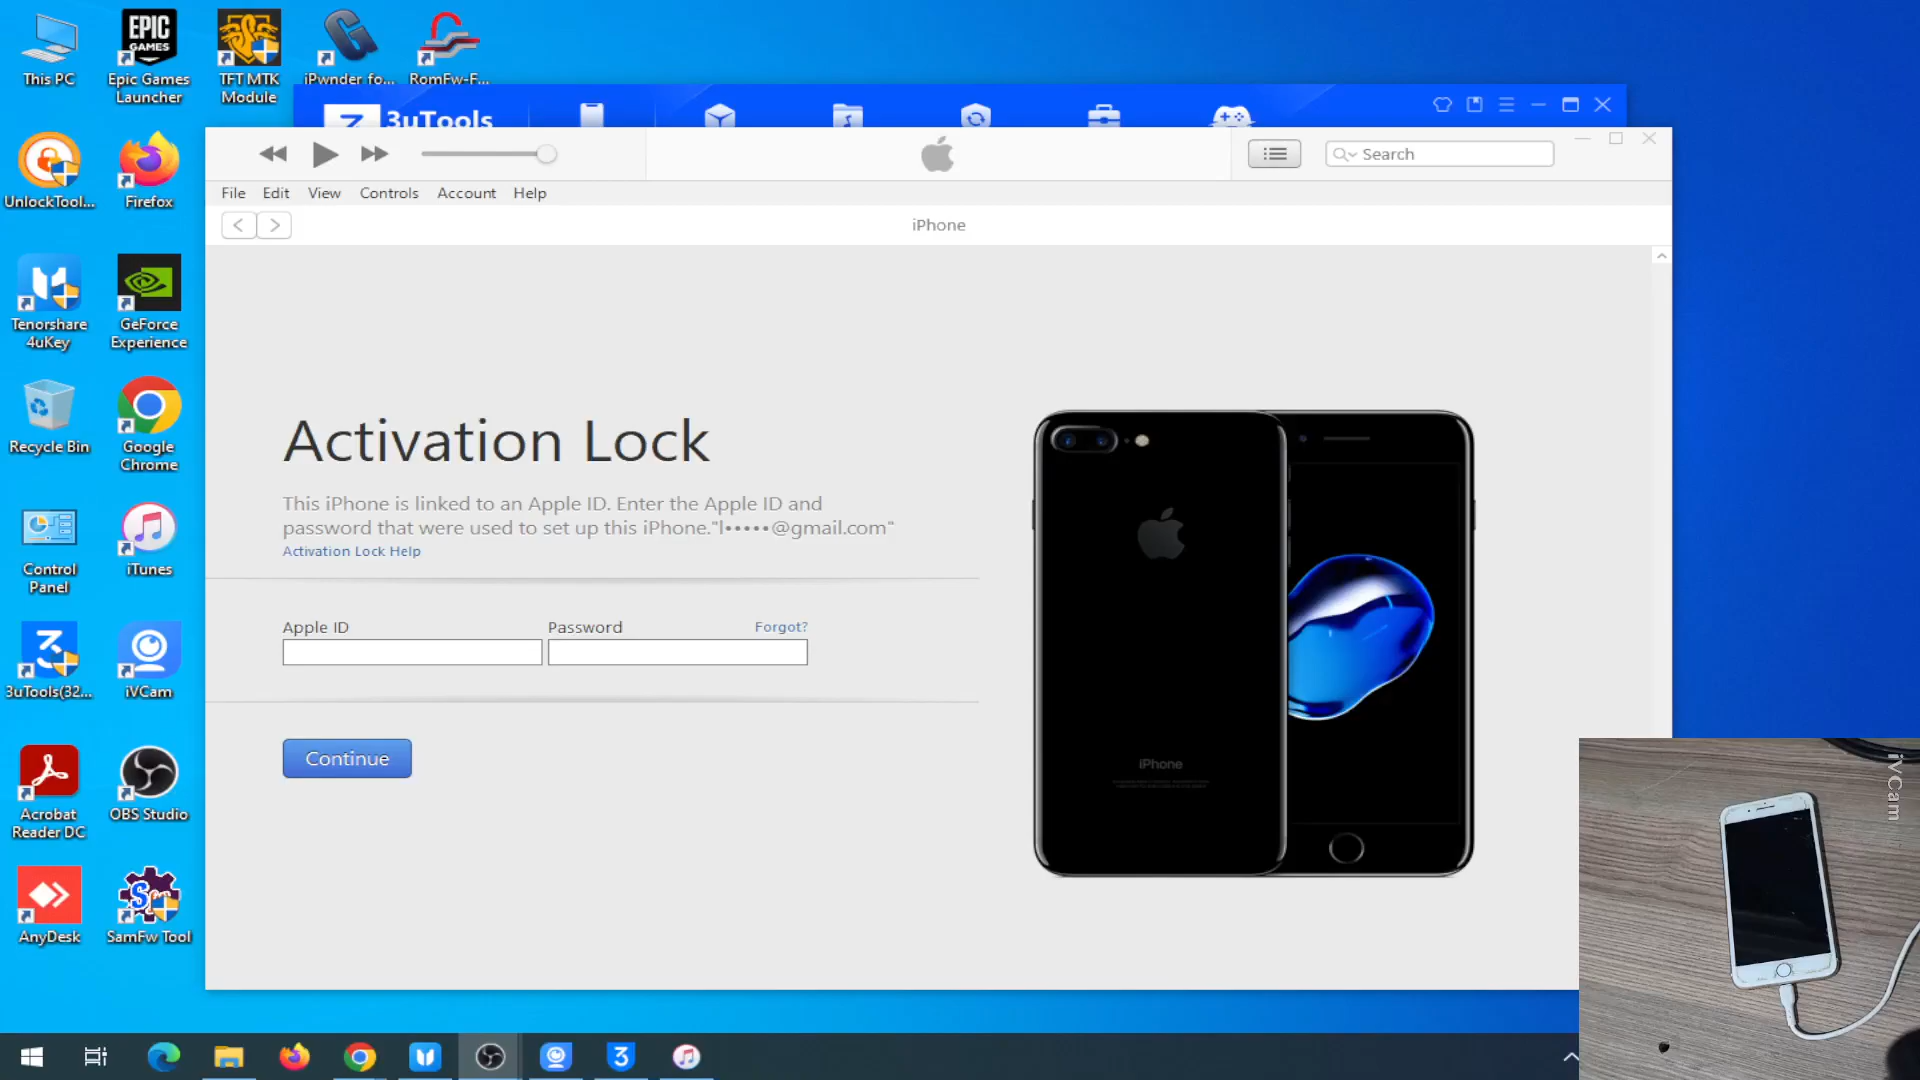 This PC
EPIC
GAMES
Epic Games
Launcher
TFT MTK
Module
iPwnder fo...
RomFw-F...
3uTools
UnlockTool...
Firefox
Search
File Edit View Controls Account Help
iPhone
Tenorshare
4uKey
GeForce
Experience
Recycle Bin
Google
Chrome
Activation Lock
This iPhone is linked to an Apple ID. Enter the Apple ID and
password that were used to set up this iPhone."l•••••@gmail.com"
Activation Lock Help
Control
Panel
iTunes
Apple ID Password Forgot?
3uTools(32...
iVCam
Continue
iPhone
Acrobat
Reader DC
OBS Studio
AnyDesk
SamFw Tool
iVCam